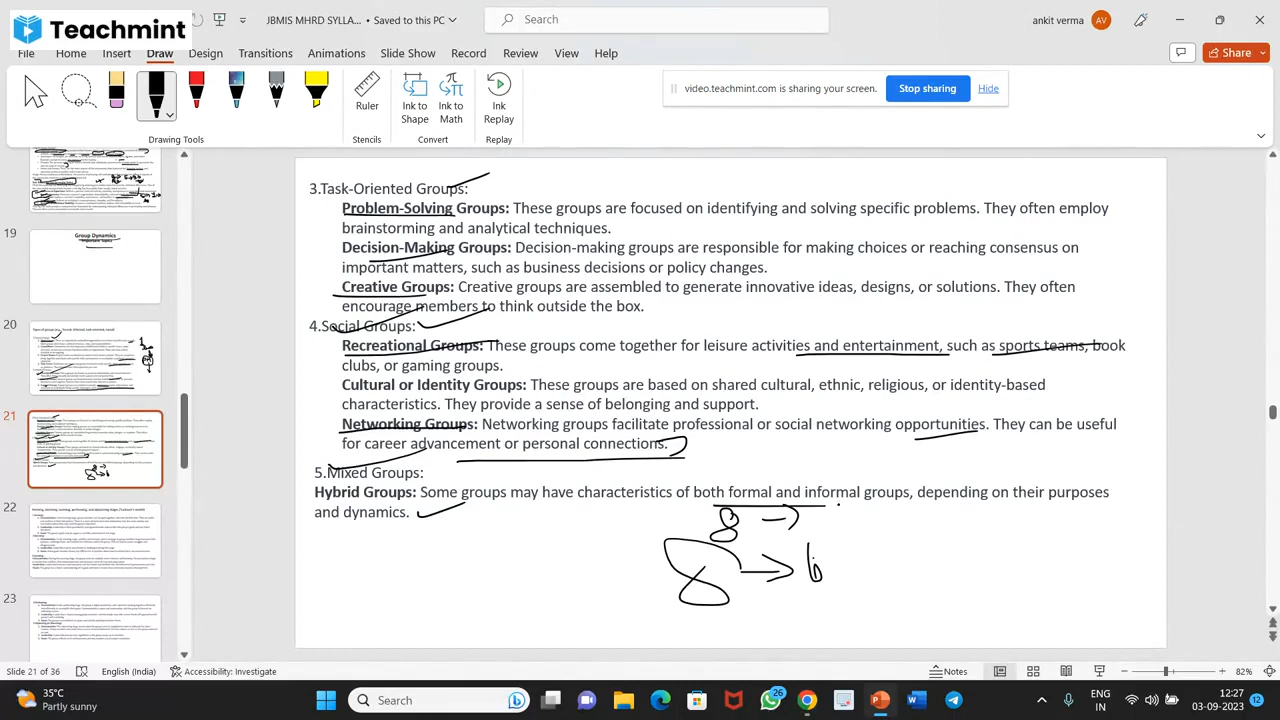 Teachmint
JBMIS MHRD SYLLA... • Saved to this PC
Search
ankit verma
AV
File
Home
Insert
Draw
Design
Transitions
Animations
Slide Show
Record
Review
View
Help
Share
Ruler
Ink to
Shape
Ink to
Math
Ink
Replay
video.teachmint.com is sharing your screen.
Stop sharing
Hide
Drawing Tools
Stencils
Convert
Replay
19
Group Dynamics
Important topics
20
21
22
23
3.Task-Oriented Groups:
Problem-Solving Groups: These groups are focused on identifying and solving specific problems. They often employ
brainstorming and analytical techniques.
Decision-Making Groups: Decision-making groups are responsible for making choices or reaching consensus on
important matters, such as business decisions or policy changes.
Creative Groups: Creative groups are assembled to generate innovative ideas, designs, or solutions. They often
encourage members to think outside the box.
4.Social Groups:
Recreational Groups: These groups come together for leisure activities and entertainment, such as sports teams, book
clubs, or gaming groups.
Cultural or Identity Groups: These groups are based on shared cultural, ethnic, religious, or identity-based
characteristics. They provide a sense of belonging and support
Networking Groups: Networking groups facilitate professional or social networking opportunities. They can be useful
for career advancement or personal connections.
5.Mixed Groups:
Hybrid Groups: Some groups may have characteristics of both formal and informal groups, depending on their purposes
and dynamics.
8
8 → 6
Slide 21 of 36
English (India)
Accessibility: Investigate
Notes
82%
35°C
Partly sunny
Search
26
ENG
IN
12:27
03-09-2023